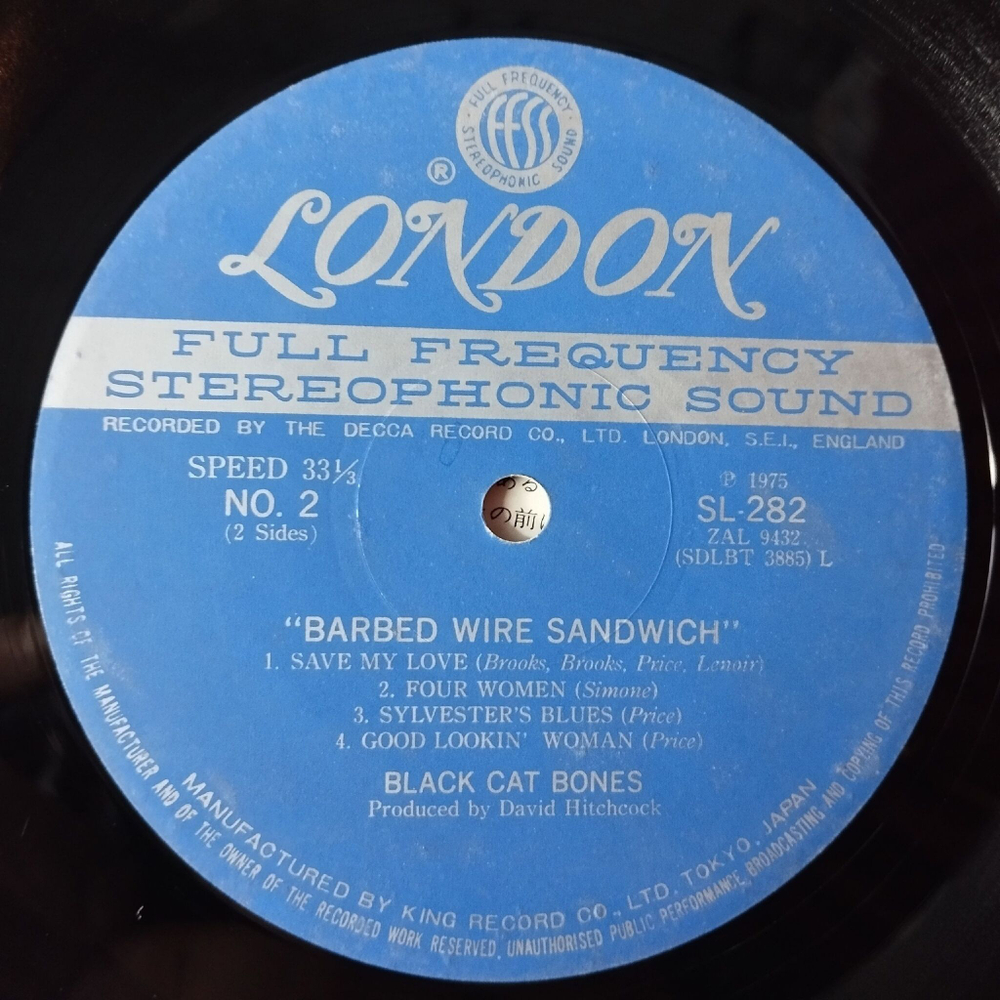 FULL FREQUENCY
ffss
STEREOPHONIC SOUND
®
LONDON
FULL FREQUENCY
STEREOPHONIC SOUND
RECORDED BY THE DECCA RECORD CO., LTD. LONDON, S.E.I., ENGLAND
SPEED 33⅓
NO. 2
(2 Sides)
℗ 1975
SL-282
ZAL 9432
(SDLBT 3885) L
ある
の前に
"BARBED WIRE SANDWICH"
1. SAVE MY LOVE (Brooks, Brooks, Price, Lenoir)
2. FOUR WOMEN (Simone)
3. SYLVESTER'S BLUES (Price)
4. GOOD LOOKIN' WOMAN (Price)
BLACK CAT BONES
Produced by David Hitchcock
MANUFACTURED BY KING RECORD CO., LTD. TOKYO, JAPAN
ALL RIGHTS OF THE MANUFACTURER AND OF THE OWNER OF THE RECORDED WORK RESERVED. UNAUTHORISED PUBLIC PERFORMANCE, BROADCASTING AND COPYING OF THIS RECORD PROHIBITED